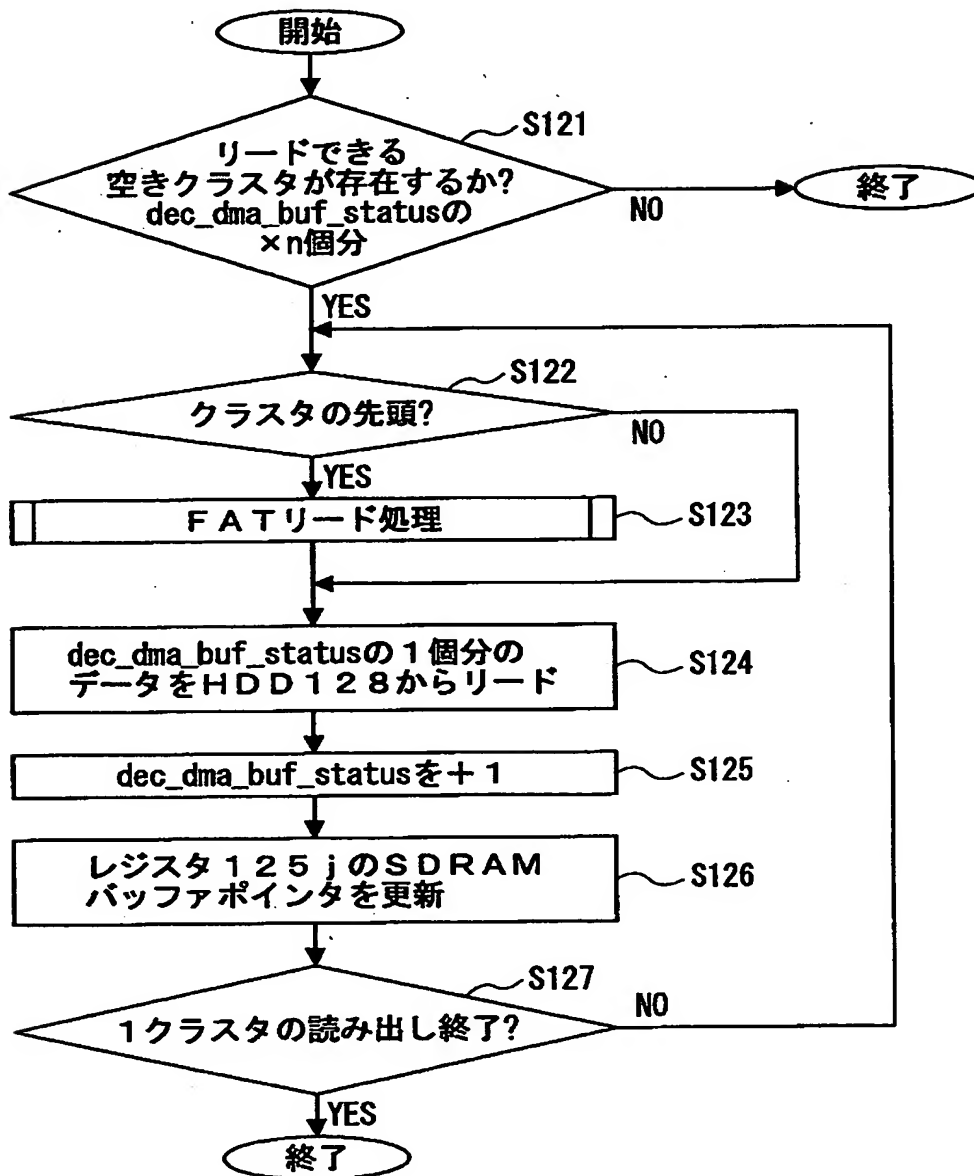 開始
S121
リードできる
空きクラスタが存在するか?
dec_dma_buf_statusの
×n個分
NO
終了
YES
S122
クラスタの先頭?
NO
YES
FATリード処理
S123
dec_dma_buf_statusの1個分の
データをHDD128からリード
S124
dec_dma_buf_statusを+1
S125
レジスタ125jのSDRAM
バッファポインタを更新
S126
S127
1クラスタの読み出し終了?
NO
YES
終了